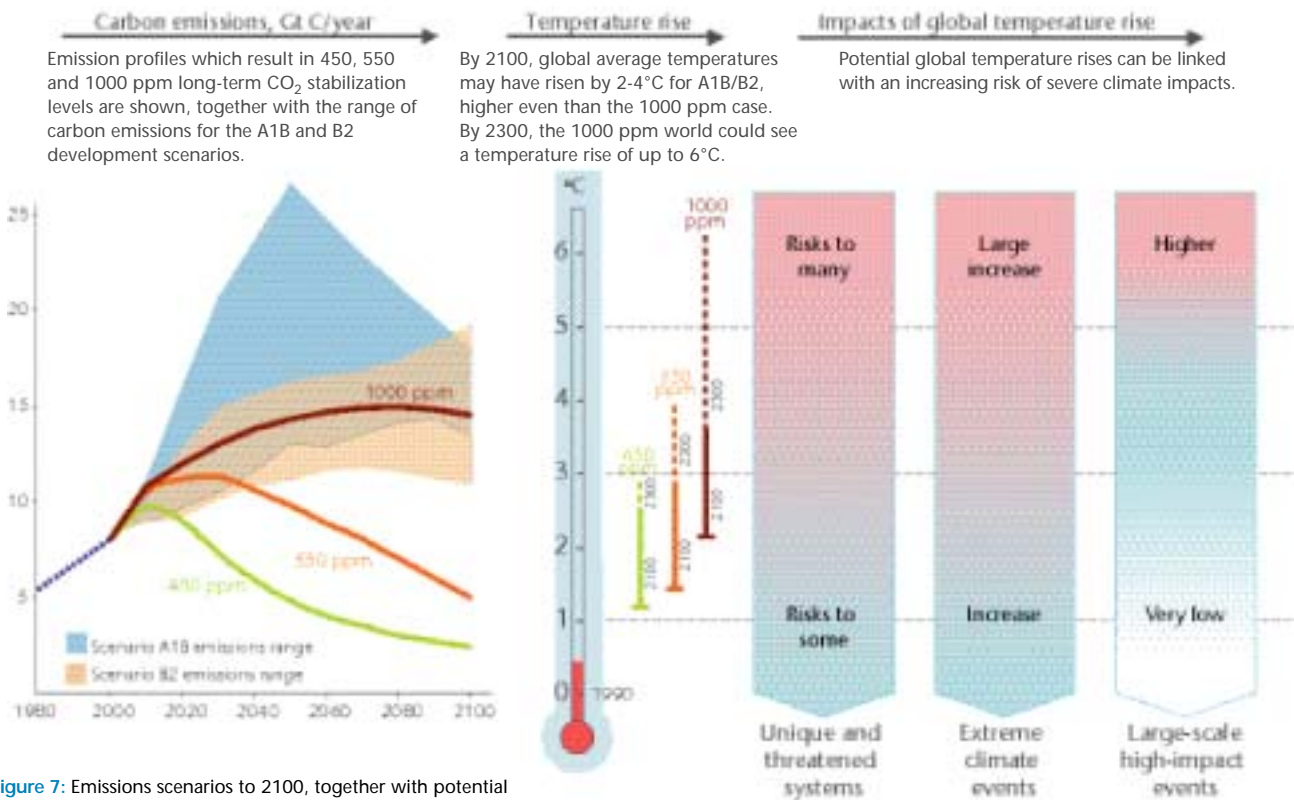 Carbon emissions, Gt C/year
Emission profiles which result in 450, 550
and 1000 ppm long-term CO₂ stabilization
levels are shown, together with the range of
carbon emissions for the A1B and B2
development scenarios.
Temperature rise
By 2100, global average temperatures
may have risen by 2-4°C for A1B/B2,
higher even than the 1000 ppm case.
By 2300, the 1000 ppm world could see
a temperature rise of up to 6°C.
Impacts of global temperature rise
Potential global temperature rises can be linked
with an increasing risk of severe climate impacts.
25
20
15
10
5
1000 ppm
550 ppm
450 ppm
Scenario A1B emissions range
Scenario B2 emissions range
1980 2000 2020 2040 2060 2080 2100
°C
6
5
4
3
2
1
0
1990
450
ppm
2300
2100
550
ppm
2300
2100
1000
ppm
2300
2100
Risks to
many
Risks to
some
Unique and
threatened
systems
Large
increase
Increase
Extreme
climate
events
Higher
Very low
Large-scale
high-impact
events
igure 7: Emissions scenarios to 2100, together with potential